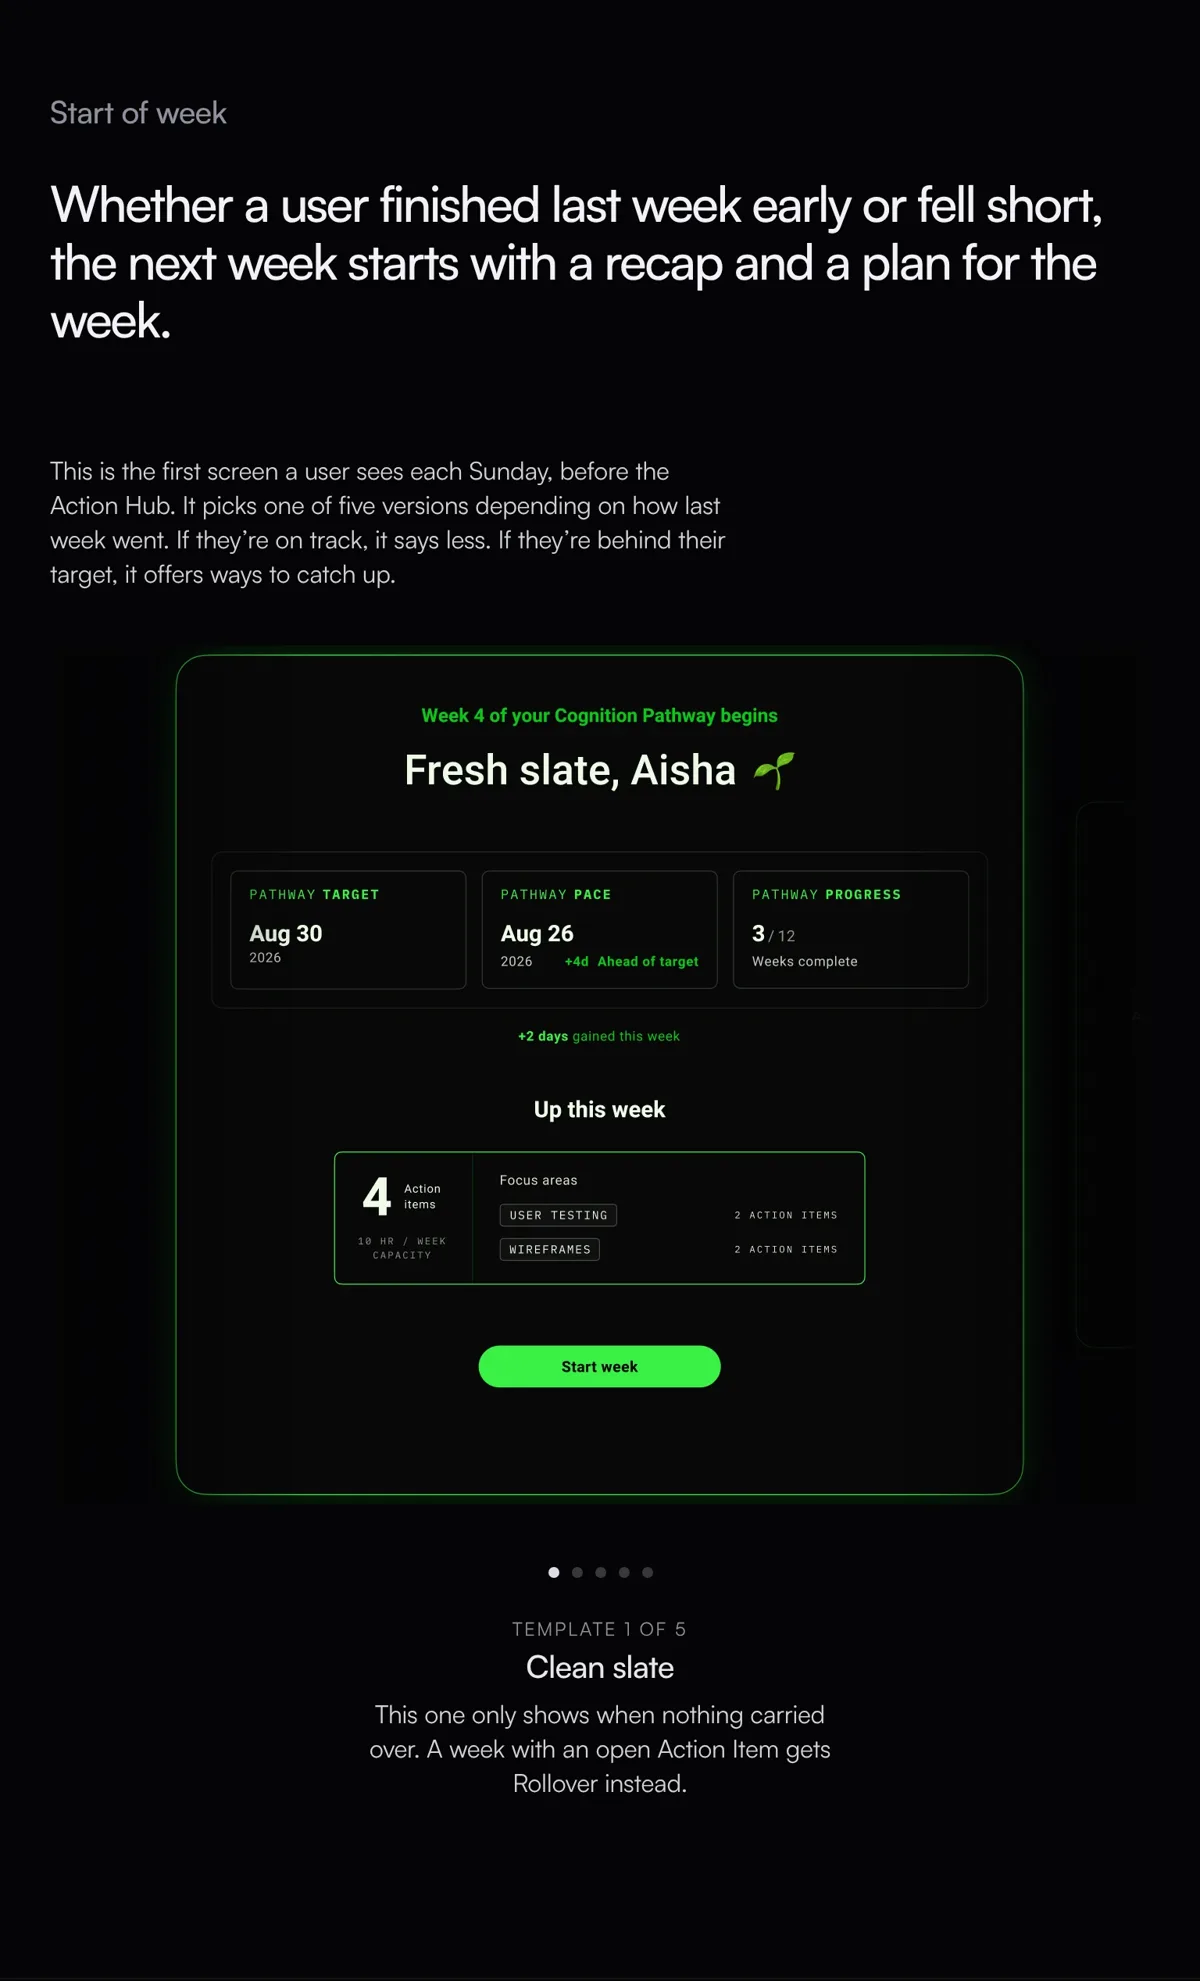 Start of week
Whether a user finished last week early or fell short,
the next week starts with a recap and a plan for the
week.
This is the first screen a user sees each Sunday, before the
Action Hub. It picks one of five versions depending on how last
week went. If they’re on track, it says less. If they’re behind their
target, it offers ways to catch up.
Week 4 of your Cognition Pathway begins
Fresh slate, Aisha 🌱
PATHWAY TARGET
Aug 30
2026
PATHWAY PACE
Aug 26
2026 +4d Ahead of target
PATHWAY PROGRESS
3 / 12
Weeks complete
+2 days gained this week
Up this week
4 Action
items
10 HR / WEEK
CAPACITY
Focus areas
USER TESTING 2 ACTION ITEMS
WIREFRAMES 2 ACTION ITEMS
Start week
TEMPLATE 1 OF 5
Clean slate
This one only shows when nothing carried
over. A week with an open Action Item gets
Rollover instead.